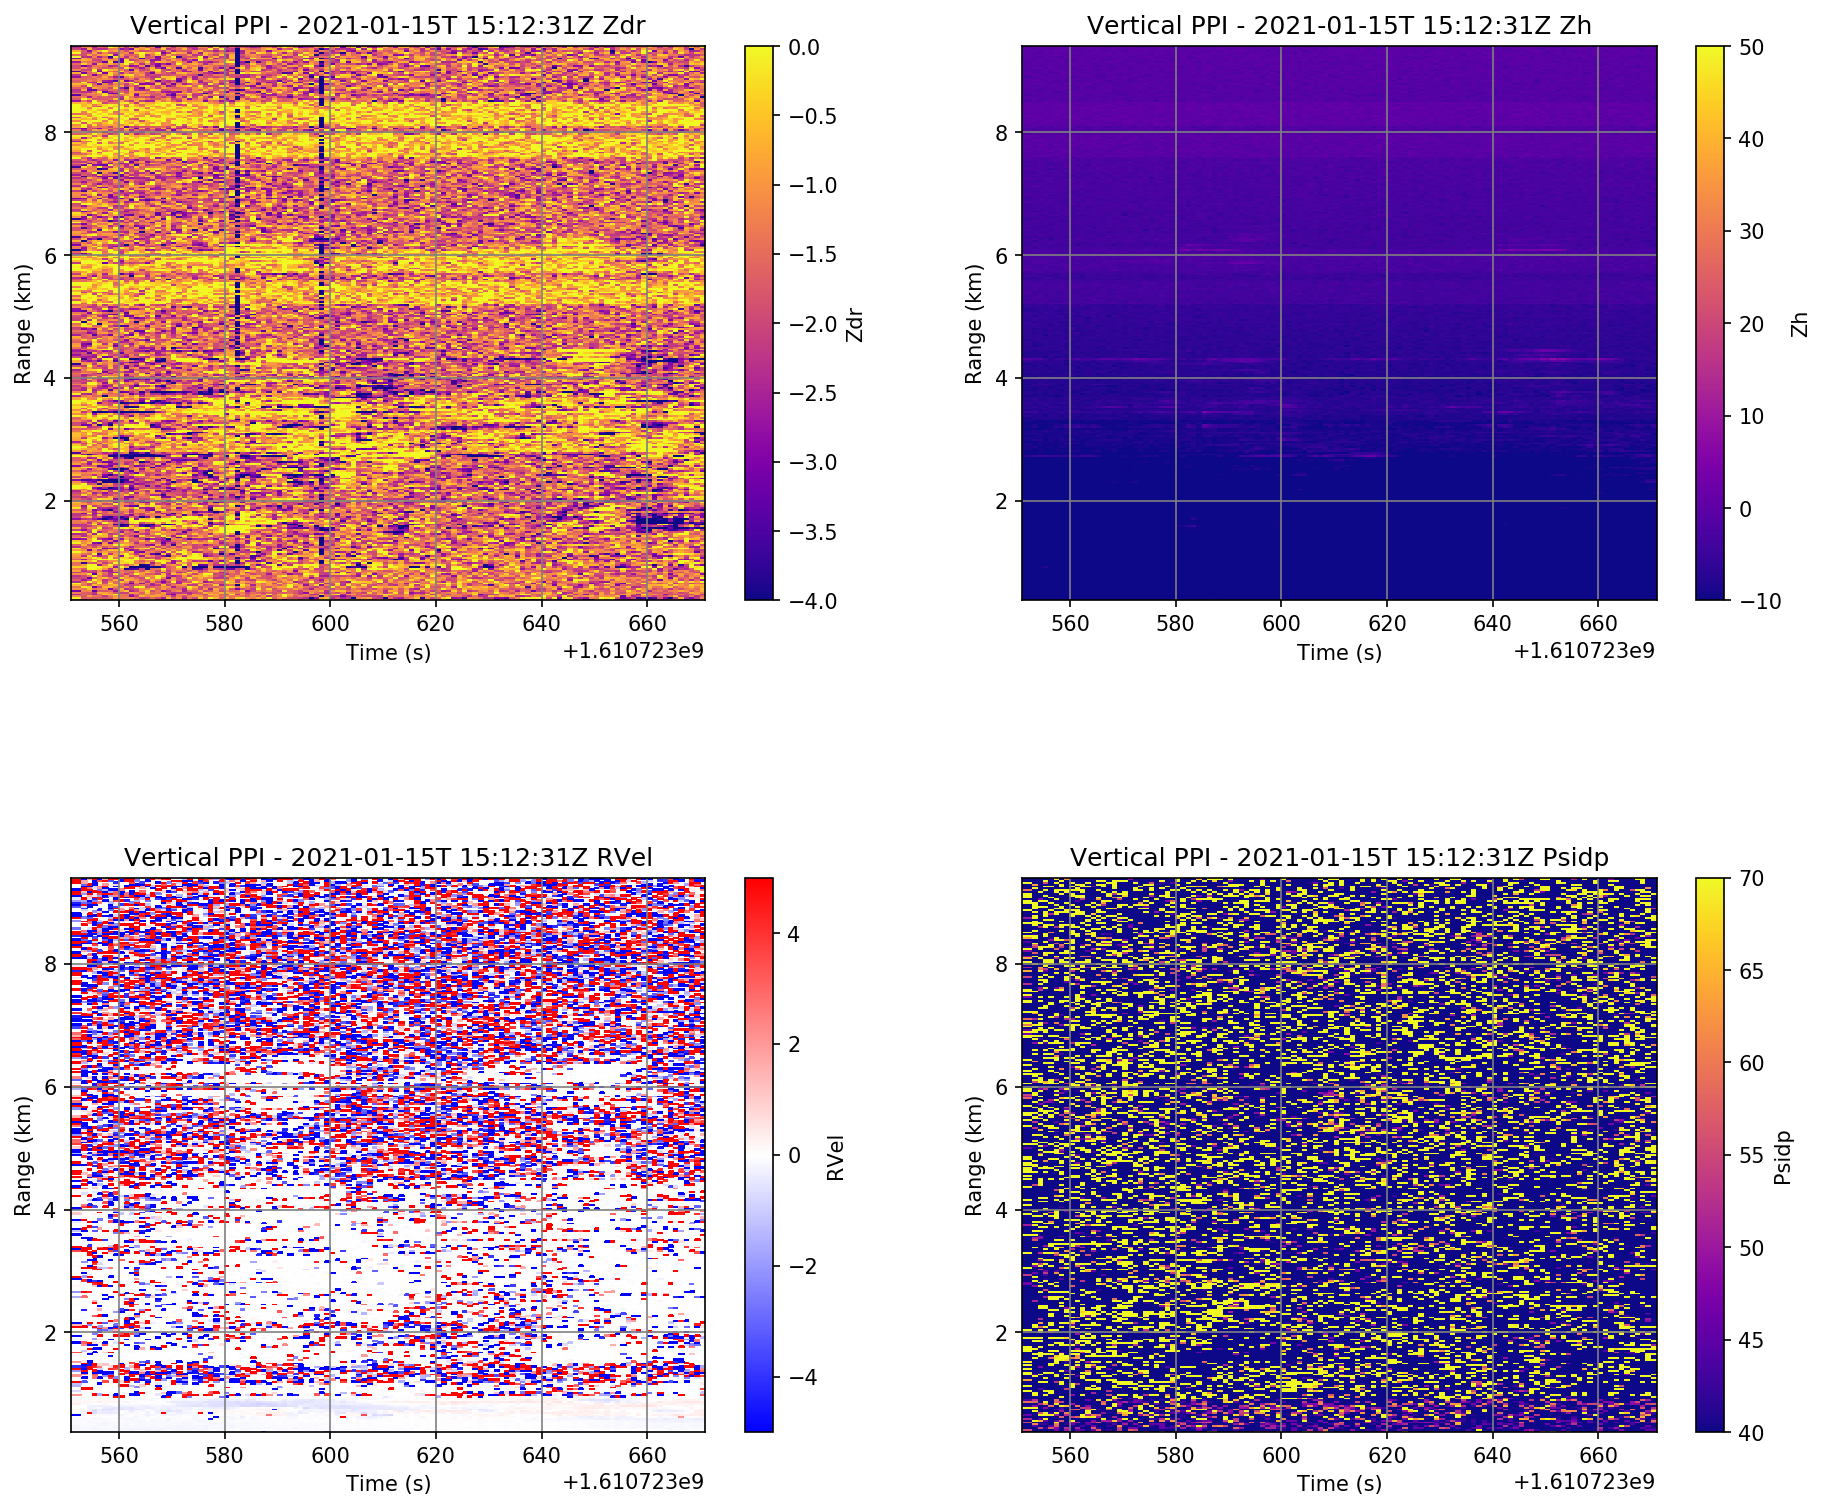 Vertical PPI - 2021-01-15T 15:12:31Z Zdr
8
6
4
2
Range (km)
560 580 600 620 640 660
Time (s)
+1.610723e9
0.0
−0.5
−1.0
−1.5
−2.0
−2.5
−3.0
−3.5
−4.0
Zdr
Vertical PPI - 2021-01-15T 15:12:31Z Zh
8
6
4
2
Range (km)
560 580 600 620 640 660
Time (s)
+1.610723e9
50
40
30
20
10
0
−10
Zh
Vertical PPI - 2021-01-15T 15:12:31Z RVel
8
6
4
2
Range (km)
560 580 600 620 640 660
Time (s)
+1.610723e9
4
2
0
−2
−4
RVel
Vertical PPI - 2021-01-15T 15:12:31Z Psidp
8
6
4
2
Range (km)
560 580 600 620 640 660
Time (s)
+1.610723e9
70
65
60
55
50
45
40
Psidp